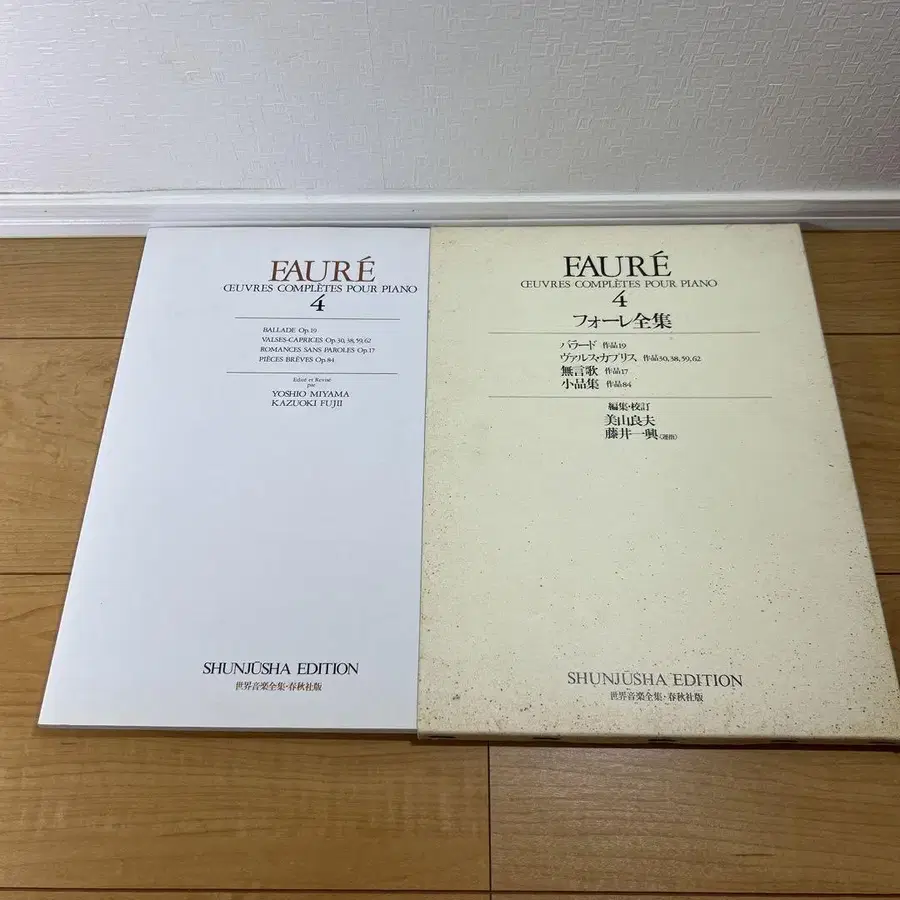 FAURÉ
ŒUVRES COMPLÈTES POUR PIANO
4
BALLADE Op.19
VALSES-CAPRICES Op.30,38,59,62
ROMANCES SANS PAROLES Op.17
PIÈCES BRÈVES Op.84
Édité et Revisé
par
YOSHIO MIYAMA
KAZUOKI FUJII
SHUNJŪSHA EDITION
世界音楽全集・春秋社版
FAURÉ
ŒUVRES COMPLÈTES POUR PIANO
4
フォーレ全集
バラード 作品19
ヴァルス・カプリス 作品30,38,59,62
無言歌 作品17
小品集 作品84
編集・校訂
美山良夫
藤井一興(運指)
SHUNJŪSHA EDITION
世界音楽全集・春秋社版